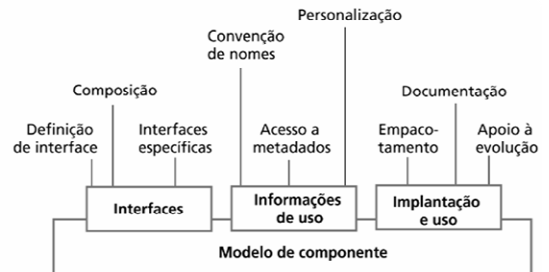 Personalização
Convenção
de nomes
Composição
Documentação
Definição
de interface
Interfaces
específicas
Acesso a
metadados
Empaco-
tamento
Apoio à
evolução
Interfaces
Informações
de uso
Implantação
e uso
Modelo de componente